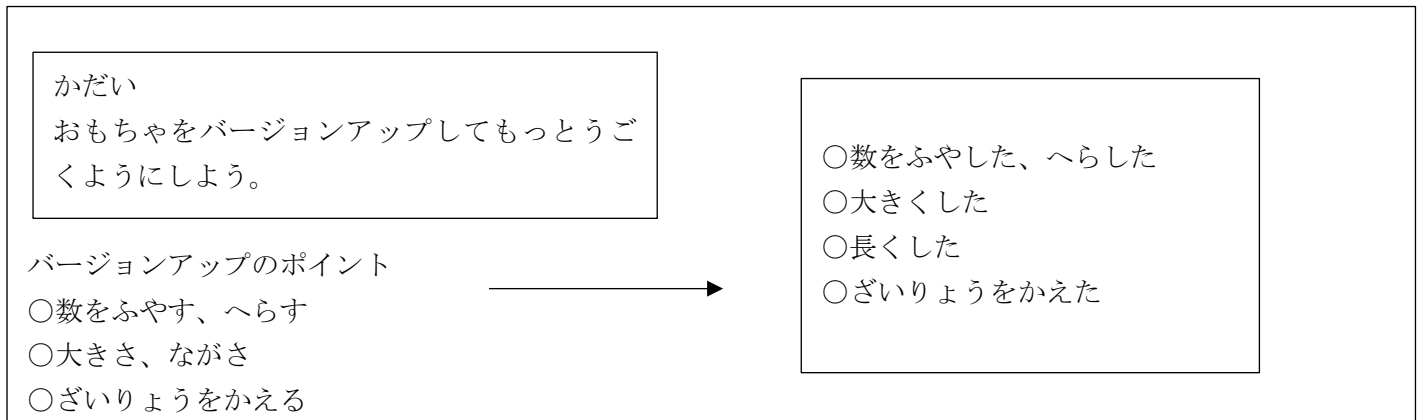 かだい
おもちゃをバージョンアップしてもっとうご
くようにしよう。
バージョンアップのポイント
○数をふやす、へらす
○大きさ、ながさ
○ざいりょうをかえる
○数をふやした、へらした
○大きくした
○長くした
○ざいりょうをかえた